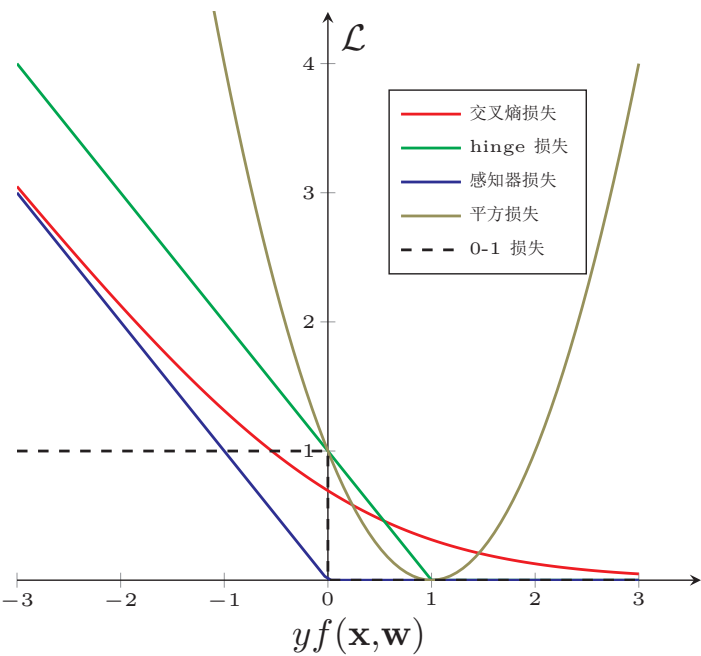 ℒ
4
3
2
1
交叉熵损失
hinge 损失
感知器损失
平方损失
0-1 损失
−3 −2 −1 0 1 2 3
yf(x,w)